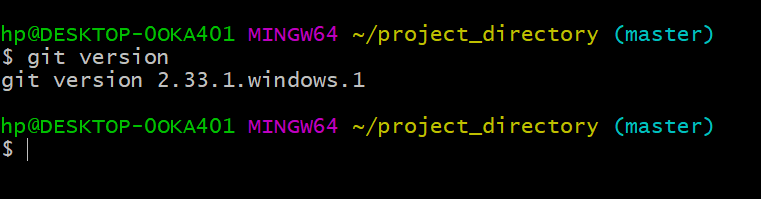 hp@DESKTOP-OOKA401 MINGW64 ~/project_directory (master)
$ git version
git version 2.33.1.windows.1
hp@DESKTOP-OOKA401 MINGW64 ~/project_directory (master)
$